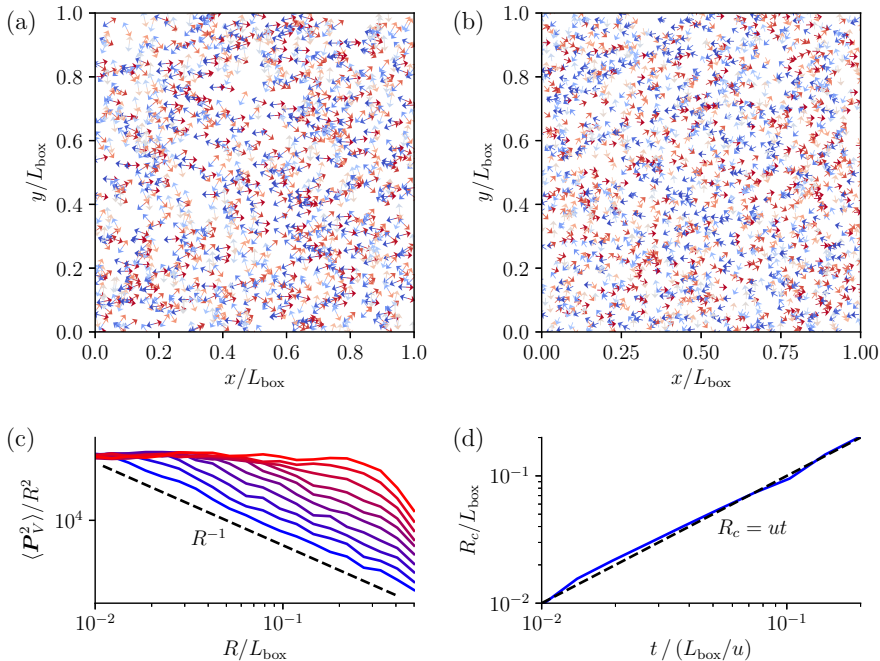 (a)
1.0
0.8
0.6
0.4
0.2
0.0
y/L_box
0.0 0.2 0.4 0.6 0.8 1.0
x/L_box
(b)
1.0
0.8
0.6
0.4
0.2
0.0
y/L_box
0.00 0.25 0.50 0.75 1.00
x/L_box
(c)
10^4
⟨P_V^2⟩/R^2
R^{-1}
10^{-2} 10^{-1}
R/L_box
(d)
10^{-1}
10^{-2}
R_c/L_box
R_c = ut
10^{-2} 10^{-1}
t / (L_box/u)